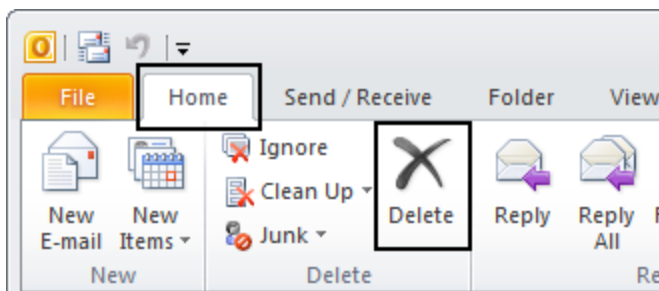 File Home Send / Receive Folder View
Ignore
Clean Up
Junk
New E-mail
New Items
Delete
Reply
Reply All
New Delete